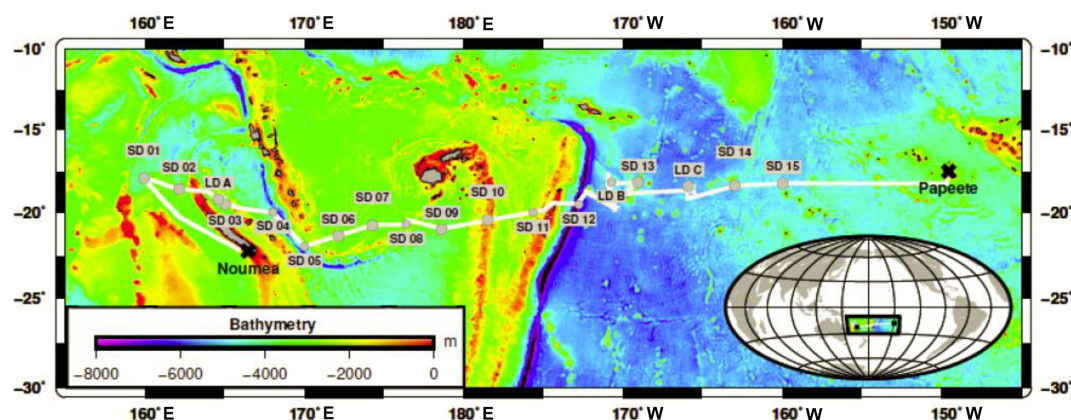 160˚E 170˚E 180˚E 170˚W 160˚W 150˚W
−10˚ −10˚
−15˚ −15˚
SD 01 SD 02 LD A SD 03 SD 04 SD 05 SD 06 SD 07 SD 08 SD 09 SD 10 SD 11 SD 12 LD B SD 13 LD C SD 14 SD 15
Papeete
−20˚ −20˚
Noumea
−25˚ −25˚
Bathymetry
m
−8000 −6000 −4000 −2000 0
−30˚ −30˚
160˚E 170˚E 180˚E 170˚W 160˚W 150˚W